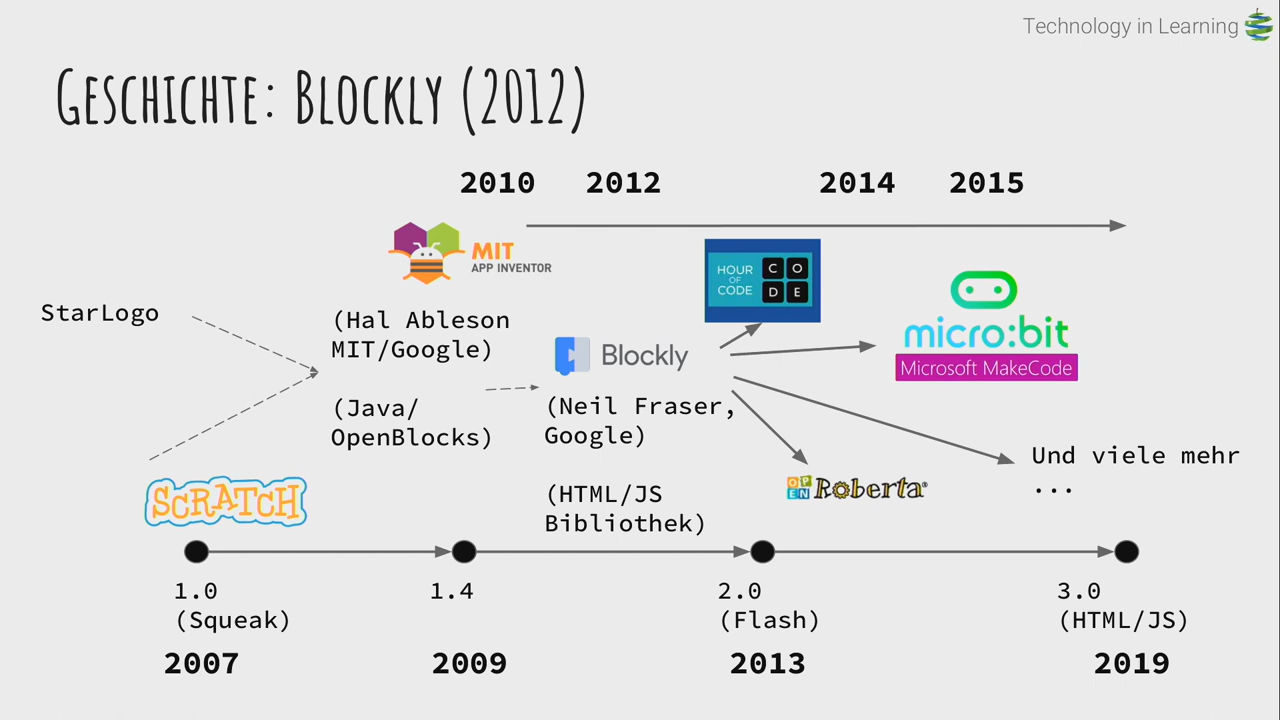 Technology in Learning
Geschichte: Blockly (2012)
2010 2012 2014 2015
MIT
APP INVENTOR
HOUR
OF
CODE
C O
D E
StarLogo
(Hal Ableson
MIT/Google)
(Java/
OpenBlocks)
Blockly
(Neil Fraser,
Google)
(HTML/JS
Bibliothek)
micro:bit
Microsoft MakeCode
Und viele mehr
...
OPEN
Roberta®
SCRATCH
1.0
(Squeak)
1.4
2.0
(Flash)
3.0
(HTML/JS)
2007 2009 2013 2019